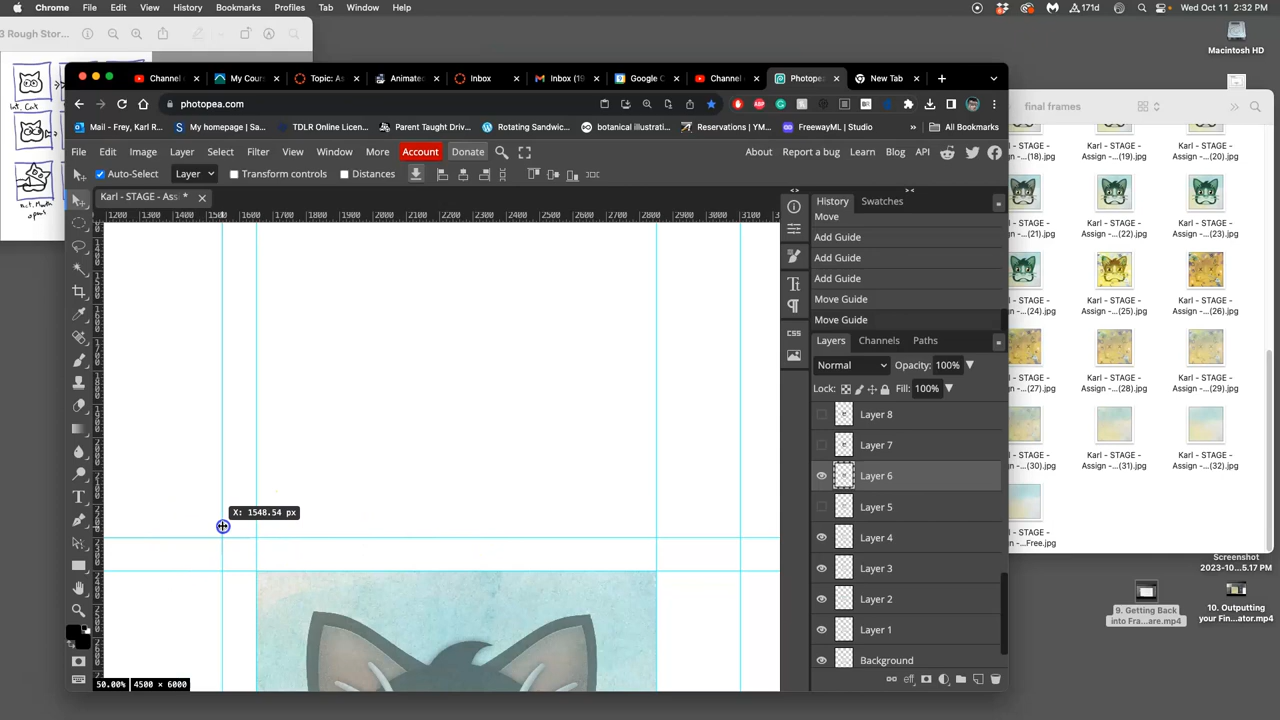 Chrome File Edit View History Bookmarks Profiles Tab Window Help 171d Wed Oct 11 2:32 PM
3 Rough Stor...
Int. Cat
Macintosh HD
Channel c My Cour Topic: As Animate Inbox Inbox (19 Google C Channel Photopea New Tab
photopea.com
Mail - Frey, Karl R... My homepage | Sa... TDLR Online Licen... Parent Taught Driv... Rotating Sandwic... botanical illustrati... Reservations | YM... FreewayML | Studio » All Bookmarks
File Edit Image Layer Select Filter View Window More Account Donate About Report a bug Learn Blog API
Auto-Select Layer Transform controls Distances
Karl - STAGE - Ass *
1200 1300 1400 1500 1600 1700 1800 1900 2000 2100 2200 2300 2400 2500 2600 2700 2800 2900 3000 3100
X: 1548.54 px
History Swatches
Move
Add Guide
Add Guide
Add Guide
Move Guide
Move Guide
Layers Channels Paths
Normal Opacity: 100%
Lock: Fill: 100%
Layer 8
Layer 7
Layer 6
Layer 5
Layer 4
Layer 3
Layer 2
Layer 1
Background
CSS
eff
50.00% 4500 × 6000
final frames
Karl - STAGE - Karl - STAGE - Karl - STAGE -
Assign -...(18).jpg Assign -...(19).jpg Assign -...(20).jpg
Karl - STAGE - Karl - STAGE - Karl - STAGE -
Assign -...(21).jpg Assign -...(22).jpg Assign -...(23).jpg
Karl - STAGE - Karl - STAGE - Karl - STAGE -
Assign -...(24).jpg Assign -...(25).jpg Assign -...(26).jpg
Karl - STAGE - Karl - STAGE - Karl - STAGE -
Assign -...(27).jpg Assign -...(28).jpg Assign -...(29).jpg
Karl - STAGE - Karl - STAGE - Karl - STAGE -
Assign -...(30).jpg Assign -...(31).jpg Assign -...(32).jpg
Karl - STAGE -
Assign -...Free.jpg
Screenshot
2023-10...5.17 PM
9. Getting Back
into Fra...are.mp4
10. Outputting
your Fin...ator.mp4